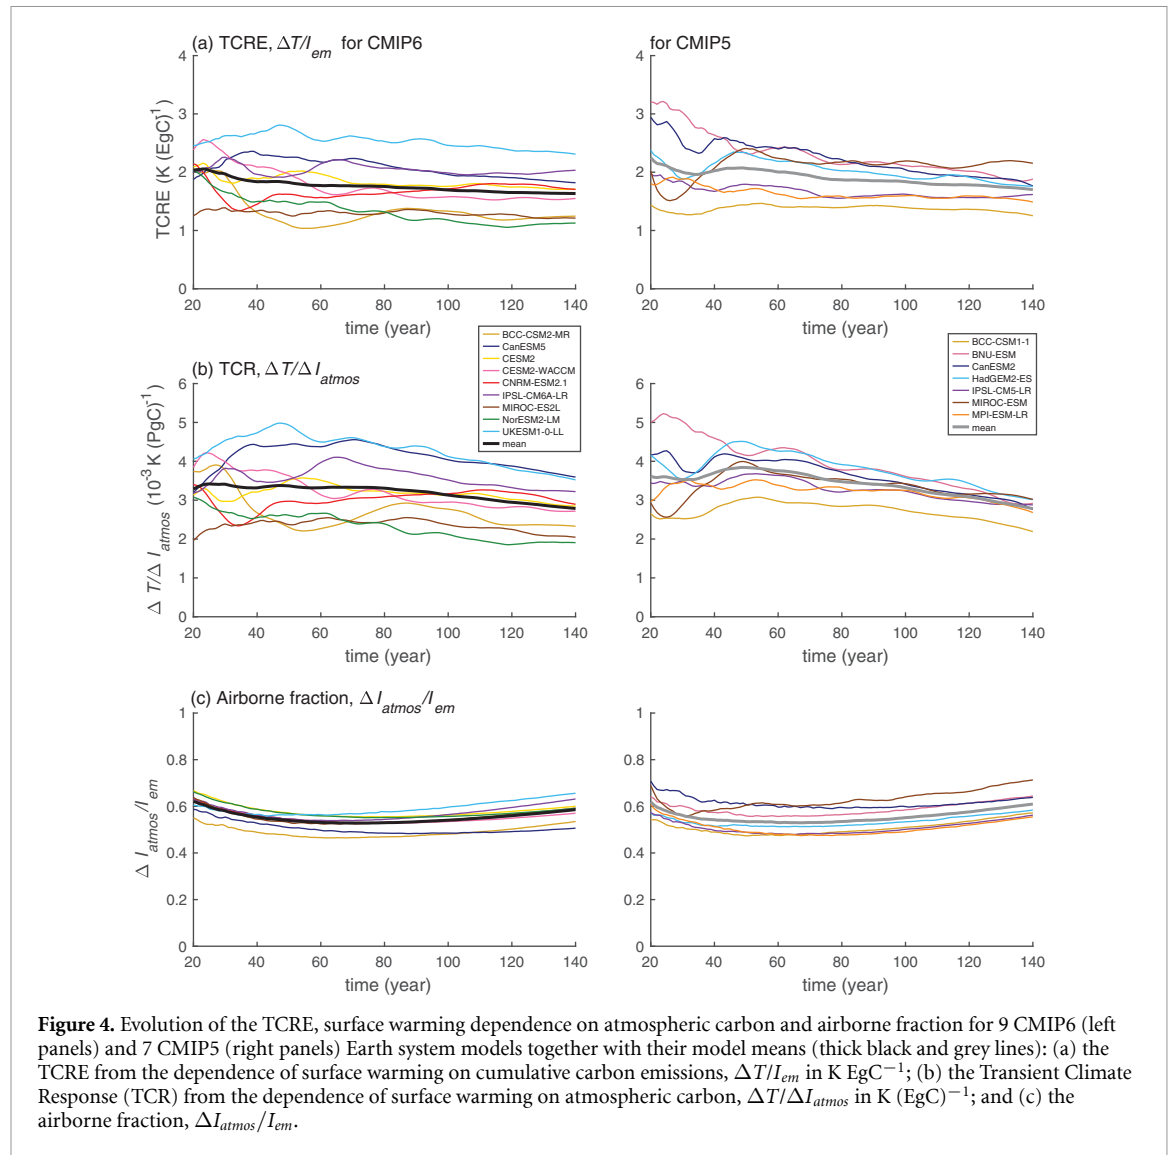 (a) TCRE, ΔT/I_em for CMIP6
for CMIP5
TCRE (K (EgC)^-1)
4
3
2
1
0
20 40 60 80 100 120 140
time (year)
4
3
2
1
0
20 40 60 80 100 120 140
time (year)
BCC-CSM2-MR
CanESM5
CESM2
CESM2-WACCM
CNRM-ESM2.1
IPSL-CM6A-LR
MIROC-ES2L
NorESM2-LM
UKESM1-0-LL
mean
BCC-CSM1-1
BNU-ESM
CanESM2
HadGEM2-ES
IPSL-CM5-LR
MIROC-ESM
MPI-ESM-LR
mean
(b) TCR, ΔT/ΔI_atmos
Δ T/Δ I_atmos (10^-3 K (PgC)^-1)
6
5
4
3
2
1
0
20 40 60 80 100 120 140
time (year)
6
5
4
3
2
1
0
20 40 60 80 100 120 140
time (year)
(c) Airborne fraction, Δ I_atmos/I_em
Δ I_atmos/I_em
1
0.8
0.6
0.4
0.2
0
20 40 60 80 100 120 140
time (year)
1
0.8
0.6
0.4
0.2
0
20 40 60 80 100 120 140
time (year)
Figure 4. Evolution of the TCRE, surface warming dependence on atmospheric carbon and airborne fraction for 9 CMIP6 (left
panels) and 7 CMIP5 (right panels) Earth system models together with their model means (thick black and grey lines): (a) the
TCRE from the dependence of surface warming on cumulative carbon emissions, ΔT/I_em in K EgC^−1; (b) the Transient Climate
Response (TCR) from the dependence of surface warming on atmospheric carbon, ΔT/ΔI_atmos in K (EgC)^−1; and (c) the
airborne fraction, ΔI_atmos/I_em.